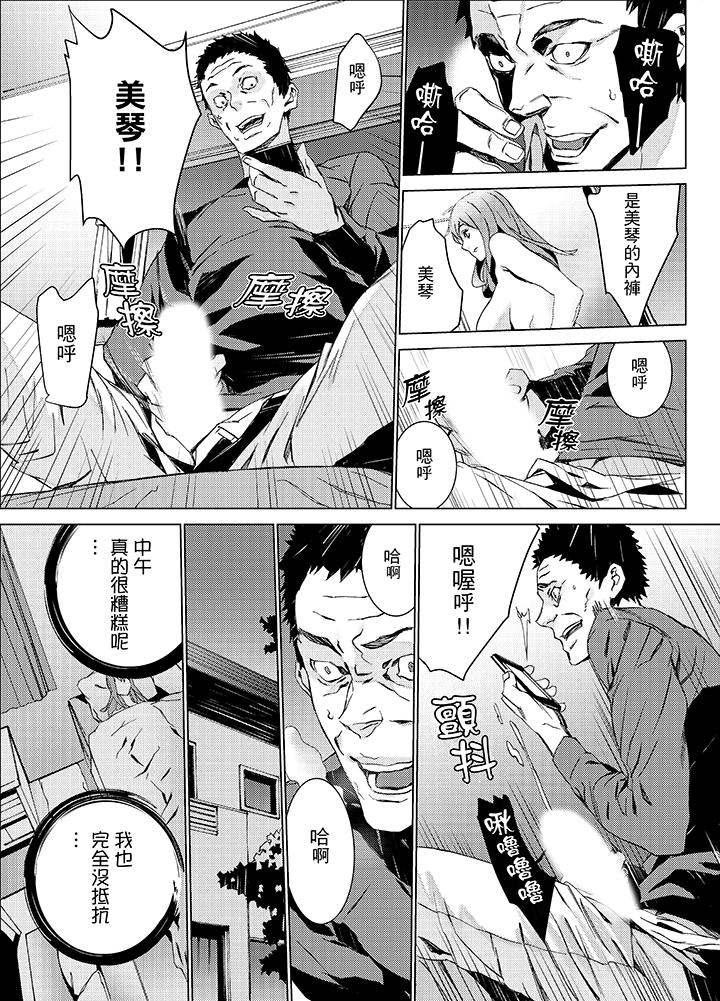 嘶哈——
嘶哈——
是美琴的內褲
美琴
嗯呼
摩擦
摩擦
嗯呼
嗯呼
美琴!!
摩擦
摩擦
嗯呼
嗯喔呼!!
顫抖
啾嚕嚕嚕
哈啊
哈啊
中午
真的很糟糕呢
…
我也
完全沒抵抗
…